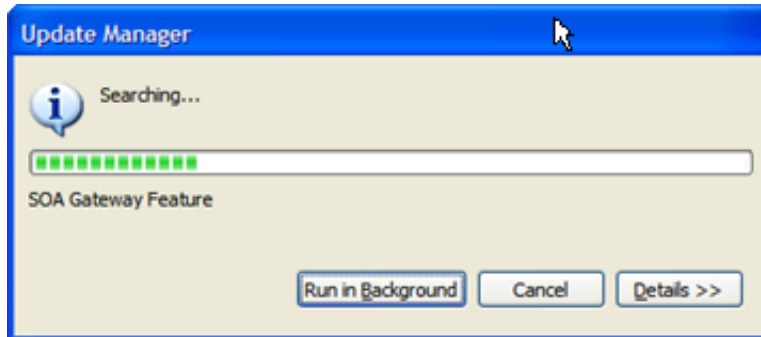 Update Manager
Searching...
SOA Gateway Feature
Run in Background Cancel Details >>